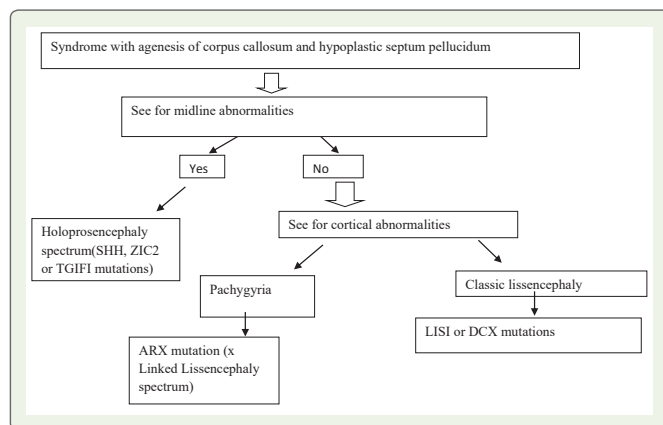 Syndrome with agenesis of corpus callosum and hypoplastic septum pellucidum
See for midline abnormalities
Yes
No
Holoprosencephaly
spectrum(SHH, ZIC2
or TGIFI mutations)
See for cortical abnormalities
Pachygyria
Classic lissencephaly
ARX mutation (x
Linked Lissencephaly
spectrum)
LISI or DCX mutations